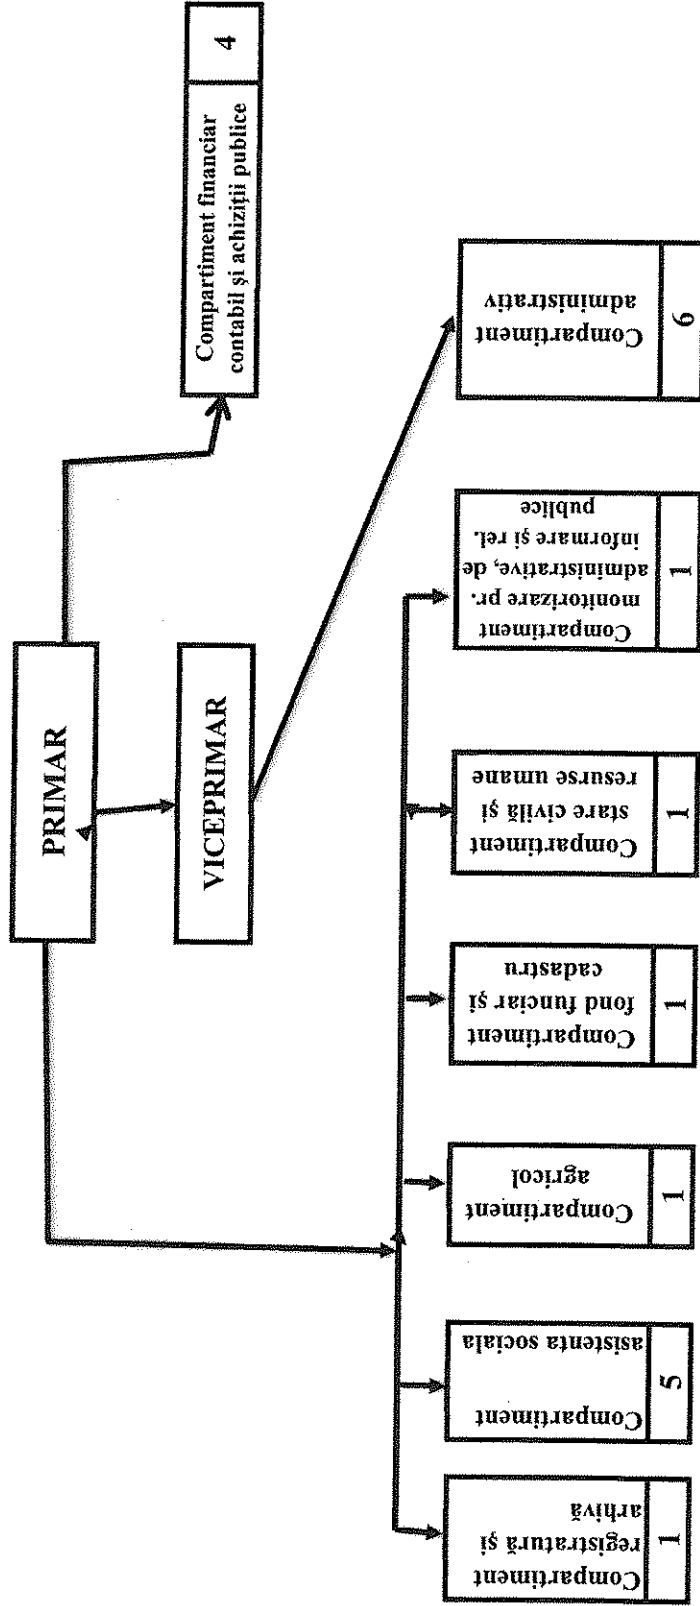 PRIMAR
VICEPRIMAR
Compartiment financiar
contabil și achiziții publice
4
Compartiment
registratură și
arhivă
1
Compartiment
asistenta sociala
5
Compartiment
agricol
1
Compartiment
fond funciar și
cadastru
1
Compartiment
stare civilă și
resurse umane
1
Compartiment
monitorizare pr.
administrative, de
informare și rel.
publice
1
Compartiment
administrativ
6